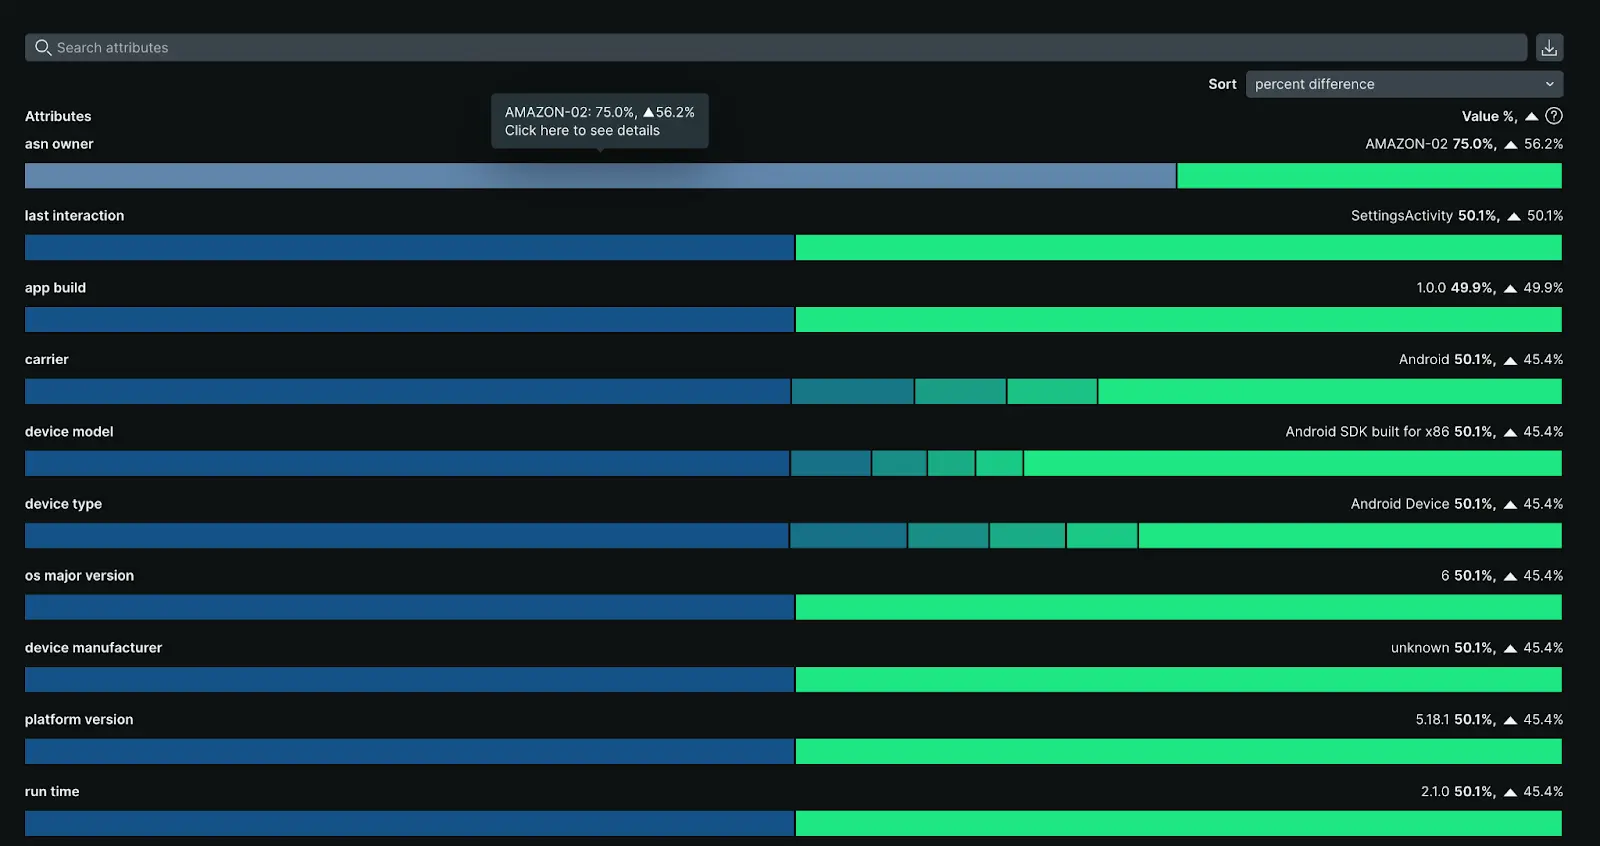 Search attributes
Sort percent difference
AMAZON-02: 75.0%, ▲56.2%
Click here to see details
Attributes Value %, ▲ ?
asn owner AMAZON-02 75.0%, ▲ 56.2%
last interaction SettingsActivity 50.1%, ▲ 50.1%
app build 1.0.0 49.9%, ▲ 49.9%
carrier Android 50.1%, ▲ 45.4%
device model Android SDK built for x86 50.1%, ▲ 45.4%
device type Android Device 50.1%, ▲ 45.4%
os major version 6 50.1%, ▲ 45.4%
device manufacturer unknown 50.1%, ▲ 45.4%
platform version 5.18.1 50.1%, ▲ 45.4%
run time 2.1.0 50.1%, ▲ 45.4%